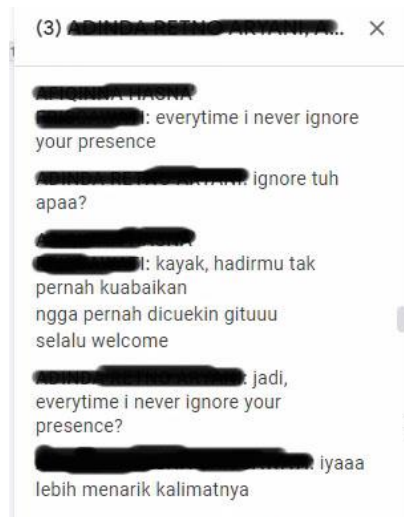 (3)
: everytime i never ignore
your presence
ignore tuh
apaa?
: kayak, hadirmu tak
pernah kuabaikan
ngga pernah dicuekin gituuu
selalu welcome
: jadi,
everytime i never ignore your
presence?
iyaaa
lebih menarik kalimatnya